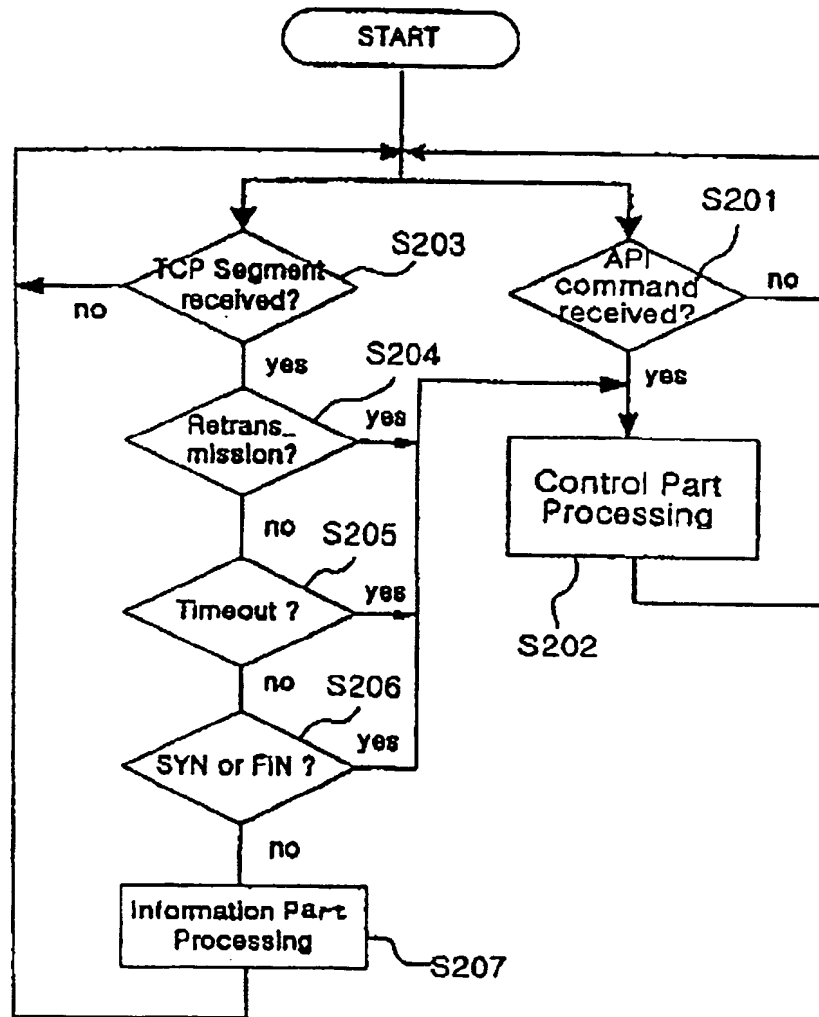 START
S203
TCP Segment
received?
no
yes
S201
API
command
received?
no
yes
S204
Retrans_
mission?
yes
no
Control Part
Processing
S202
S205
Timeout ?
yes
no
S206
SYN or FIN ?
yes
no
Information Part
Processing
S207